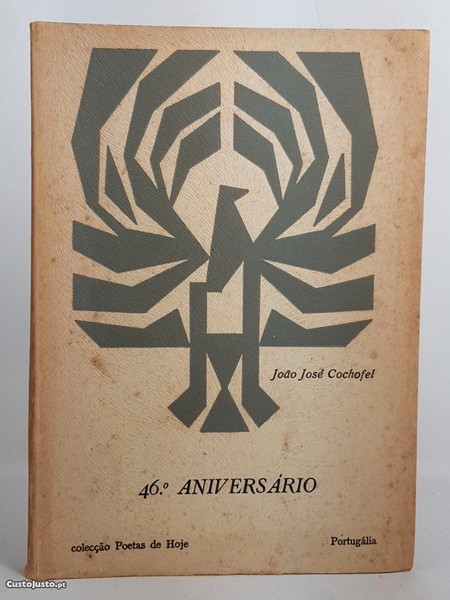 João José Cochofel
46.º ANIVERSÁRIO
colecção Poetas de Hoje
Portugália
CustoJusto.pt